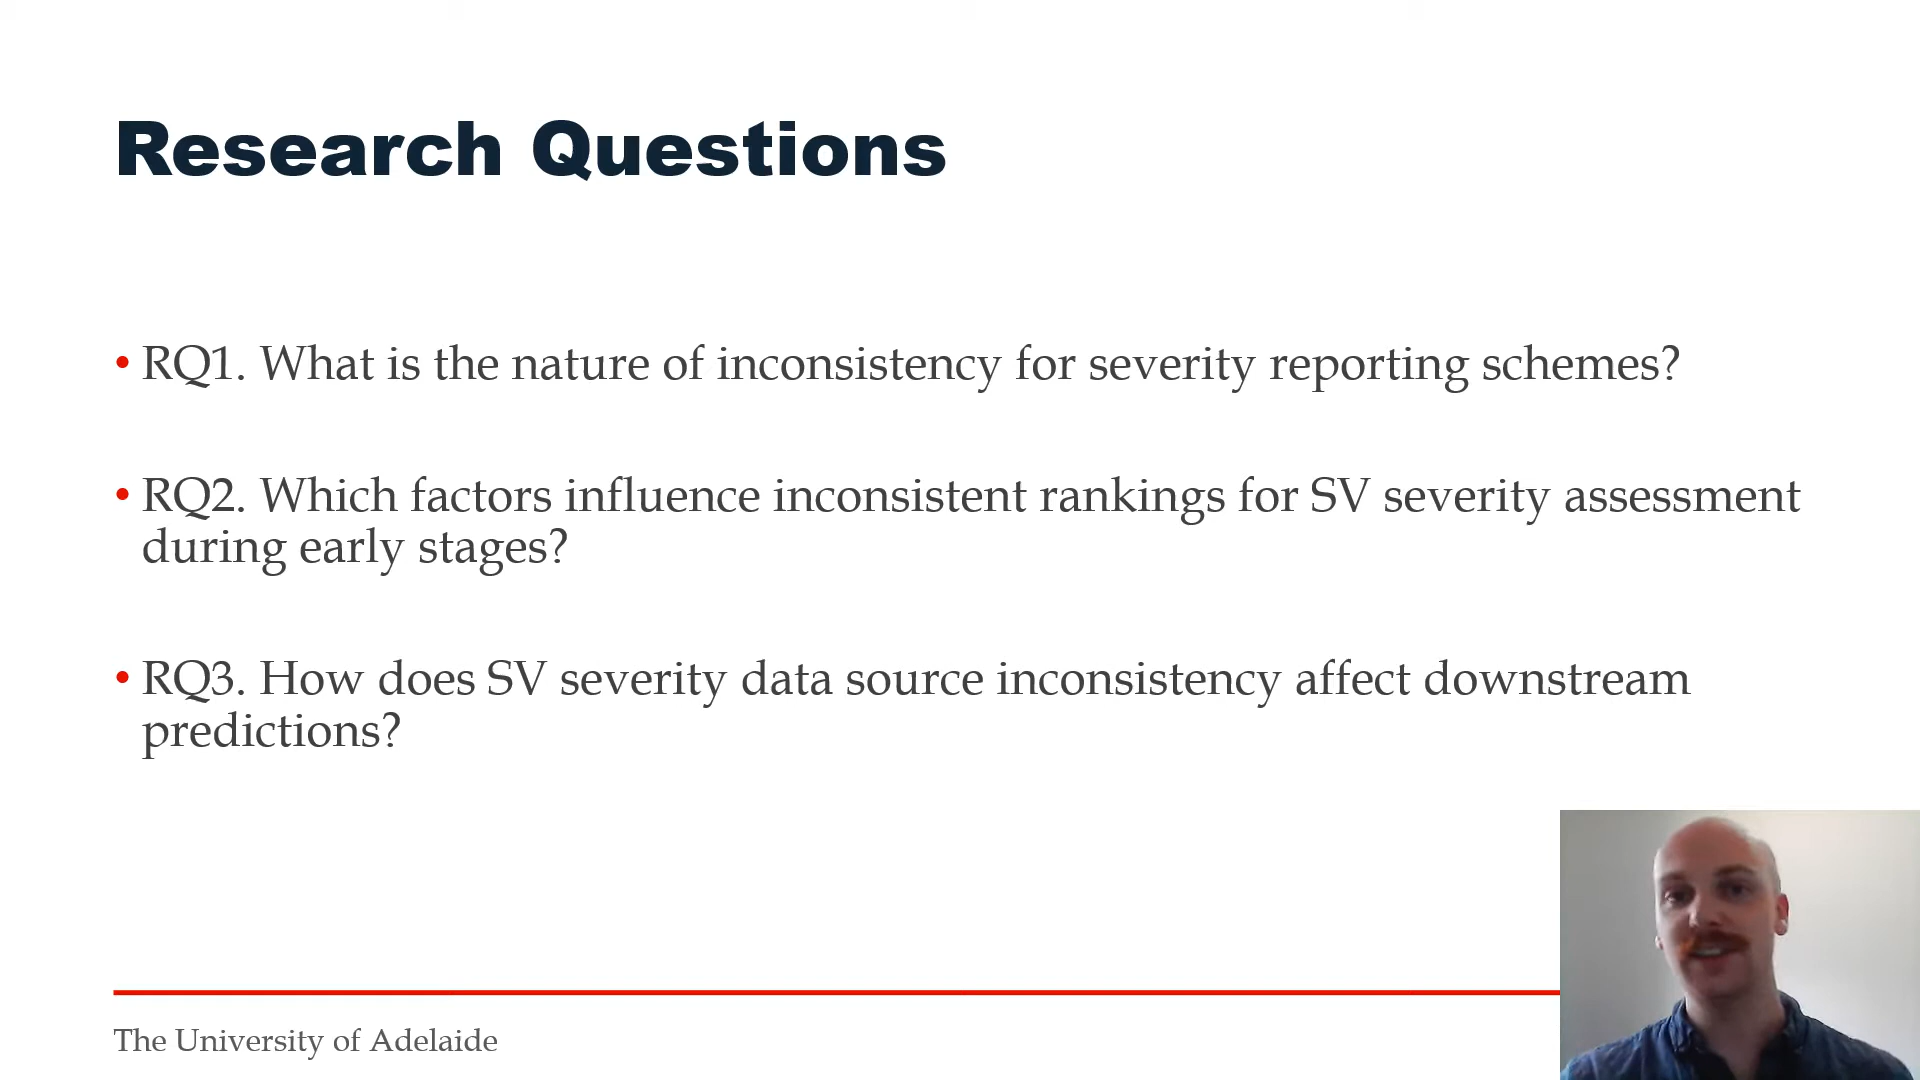 Research Questions
• RQ1. What is the nature of inconsistency for severity reporting schemes?
• RQ2. Which factors influence inconsistent rankings for SV severity assessment
during early stages?
• RQ3. How does SV severity data source inconsistency affect downstream
predictions?
The University of Adelaide